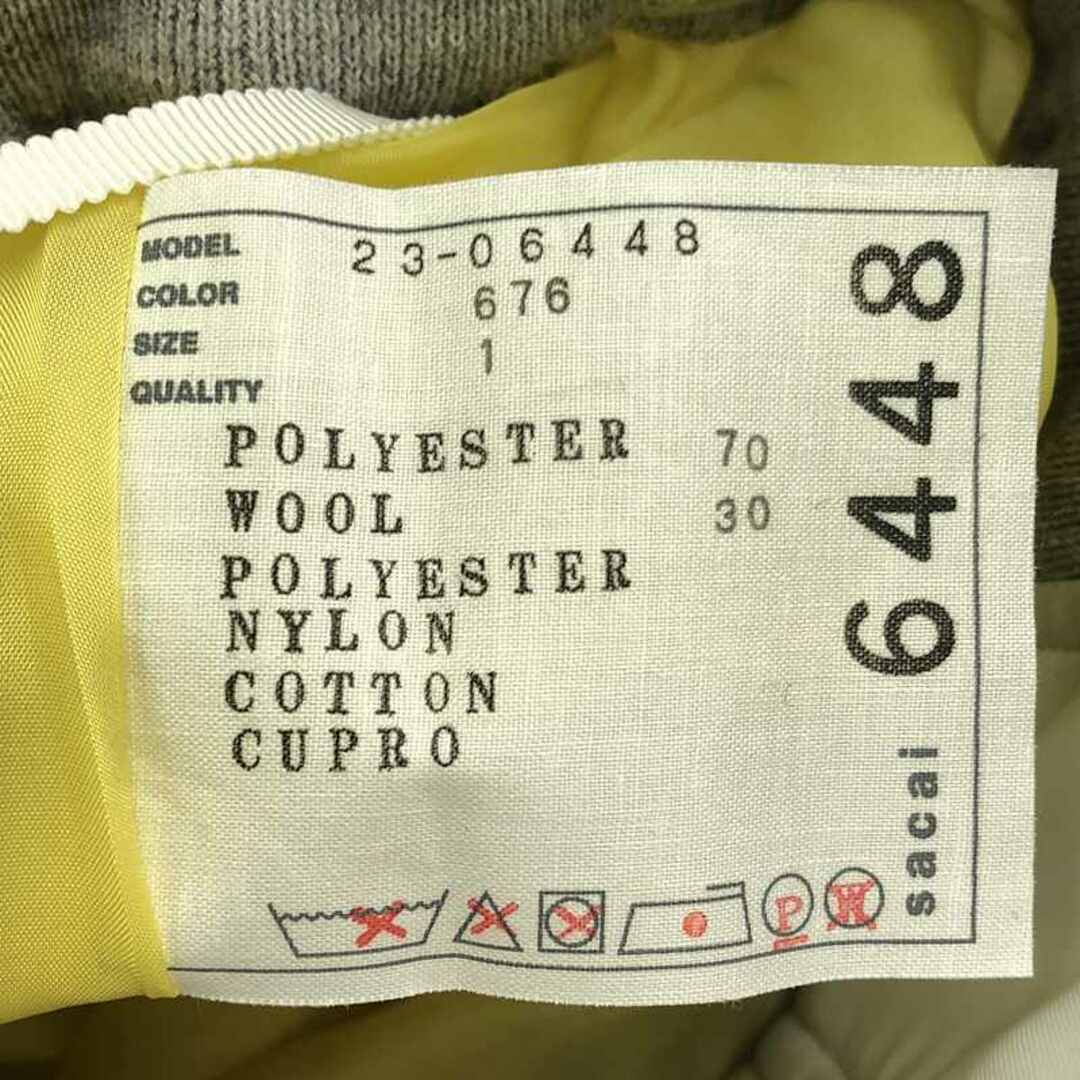 MODEL 23-06448
COLOR 676
SIZE 1
QUALITY
POLYESTER 70
WOOL 30
POLYESTER
NYLON
COTTON
CUPRO
P W
sacai 6448